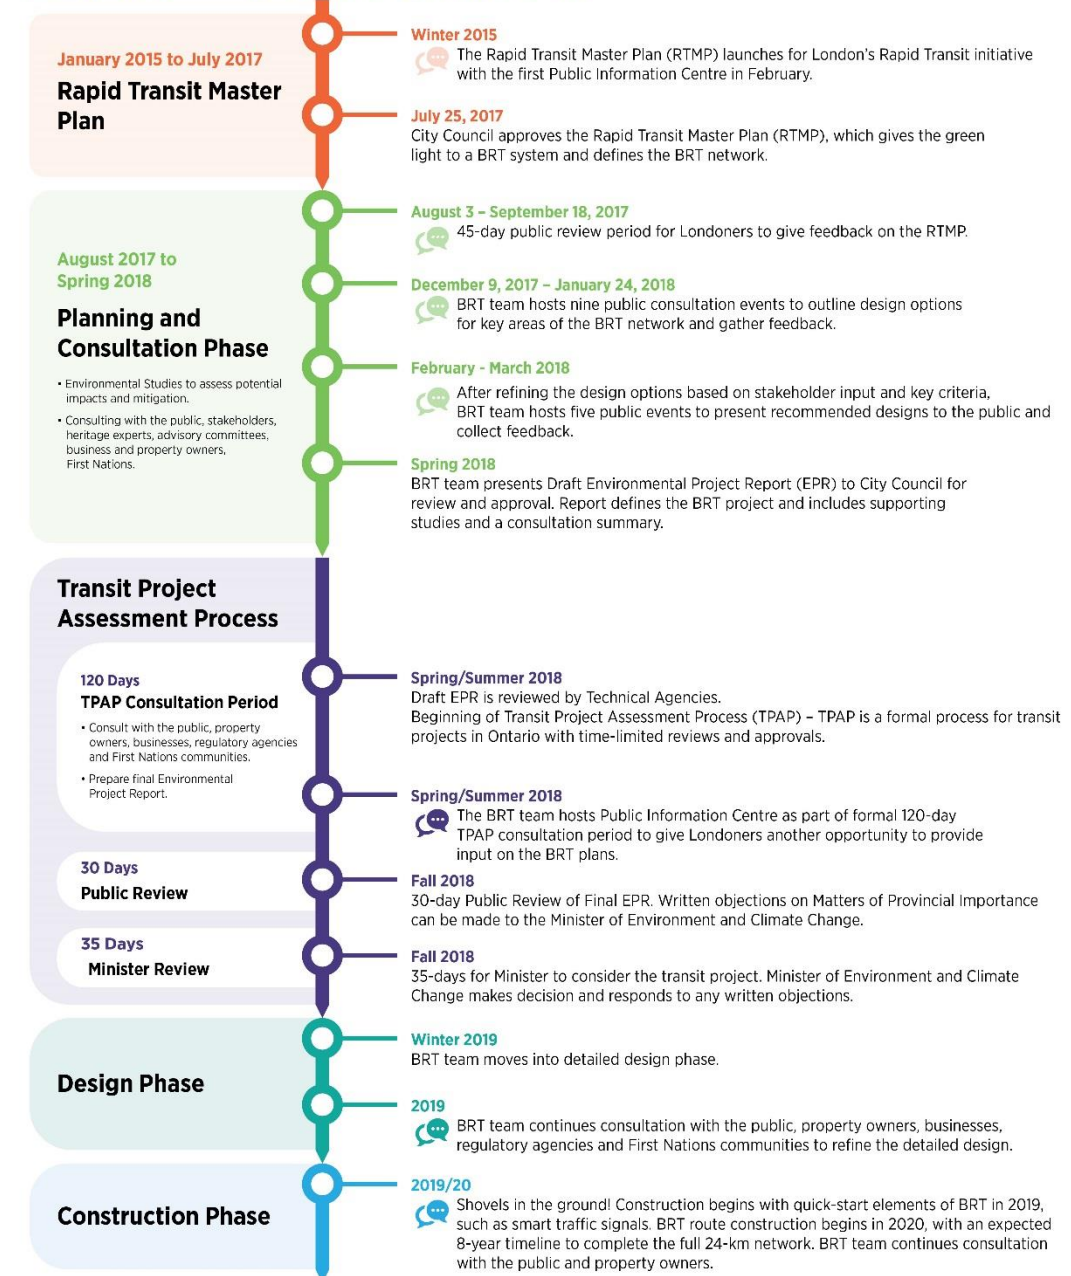 January 2015 to July 2017
Rapid Transit Master
Plan
Winter 2015
The Rapid Transit Master Plan (RTMP) launches for London's Rapid Transit initiative
with the first Public Information Centre in February.
July 25, 2017
City Council approves the Rapid Transit Master Plan (RTMP), which gives the green
light to a BRT system and defines the BRT network.
August 2017 to
Spring 2018
Planning and
Consultation Phase
• Environmental Studies to assess potential
impacts and mitigation.
• Consulting with the public, stakeholders,
heritage experts, advisory committees,
business and property owners,
First Nations.
August 3 – September 18, 2017
45-day public review period for Londoners to give feedback on the RTMP.
December 9, 2017 – January 24, 2018
BRT team hosts nine public consultation events to outline design options
for key areas of the BRT network and gather feedback.
February - March 2018
After refining the design options based on stakeholder input and key criteria,
BRT team hosts five public events to present recommended designs to the public and
collect feedback.
Spring 2018
BRT team presents Draft Environmental Project Report (EPR) to City Council for
review and approval. Report defines the BRT project and includes supporting
studies and a consultation summary.
Transit Project
Assessment Process
120 Days
TPAP Consultation Period
• Consult with the public, property
owners, businesses, regulatory agencies
and First Nations communities.
• Prepare final Environmental
Project Report.
Spring/Summer 2018
Draft EPR is reviewed by Technical Agencies.
Beginning of Transit Project Assessment Process (TPAP) – TPAP is a formal process for transit
projects in Ontario with time-limited reviews and approvals.
Spring/Summer 2018
The BRT team hosts Public Information Centre as part of formal 120-day
TPAP consultation period to give Londoners another opportunity to provide
input on the BRT plans.
30 Days
Public Review
Fall 2018
30-day Public Review of Final EPR. Written objections on Matters of Provincial Importance
can be made to the Minister of Environment and Climate Change.
35 Days
Minister Review
Fall 2018
35-days for Minister to consider the transit project. Minister of Environment and Climate
Change makes decision and responds to any written objections.
Design Phase
Winter 2019
BRT team moves into detailed design phase.
2019
BRT team continues consultation with the public, property owners, businesses,
regulatory agencies and First Nations communities to refine the detailed design.
Construction Phase
2019/20
Shovels in the ground! Construction begins with quick-start elements of BRT in 2019,
such as smart traffic signals. BRT route construction begins in 2020, with an expected
8-year timeline to complete the full 24-km network. BRT team continues consultation
with the public and property owners.